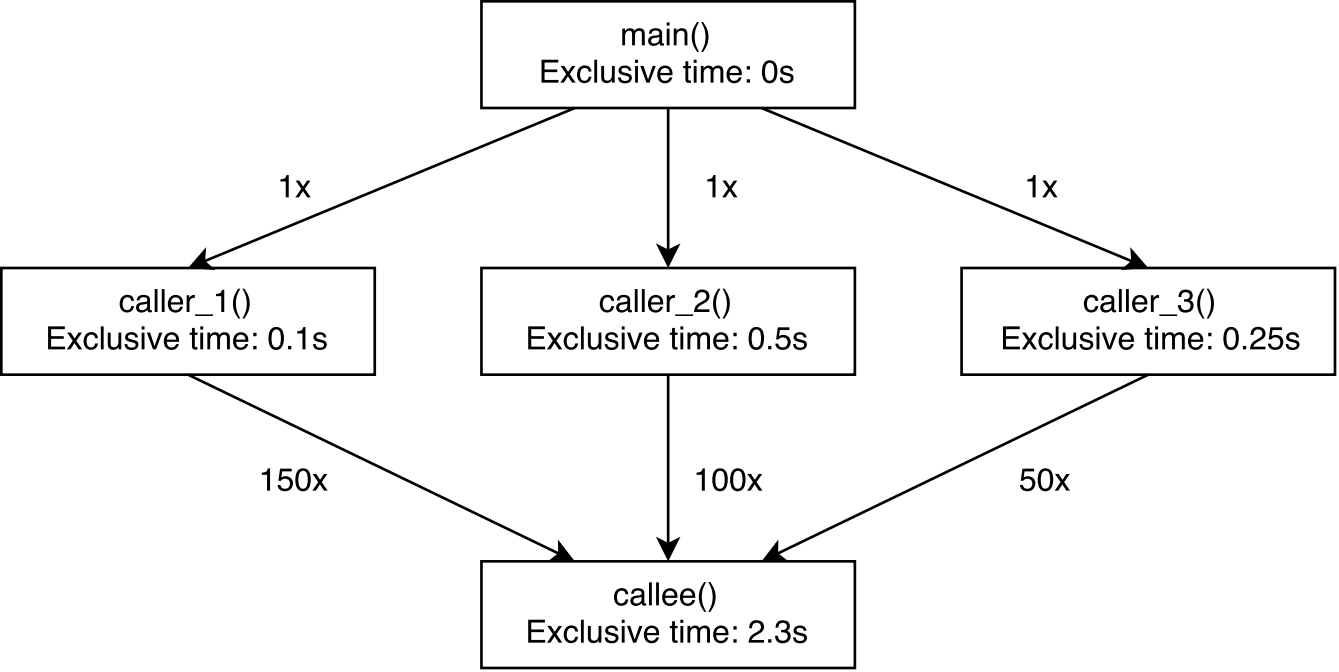 main()
Exclusive time: 0s
1x
1x
1x
caller_1()
Exclusive time: 0.1s
caller_2()
Exclusive time: 0.5s
caller_3()
Exclusive time: 0.25s
150x
100x
50x
callee()
Exclusive time: 2.3s